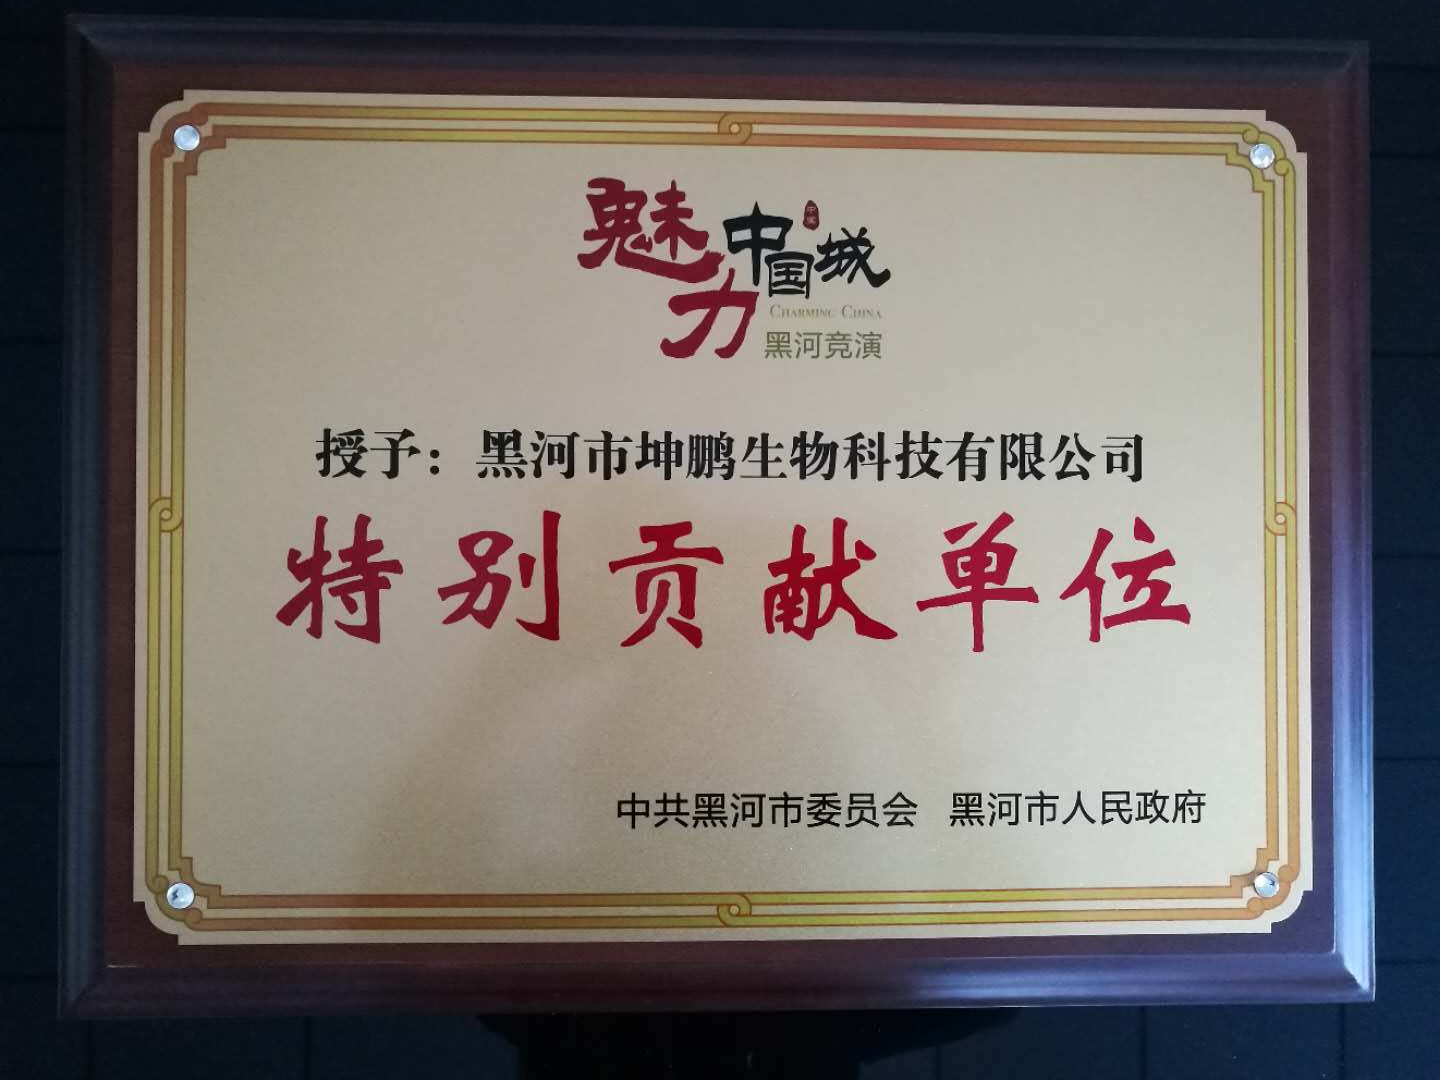 魅力中国城
中国
CHARMING CHINA
黑河竞演
授予：黑河市坤鹏生物科技有限公司
特别贡献单位
中共黑河市委员会 黑河市人民政府